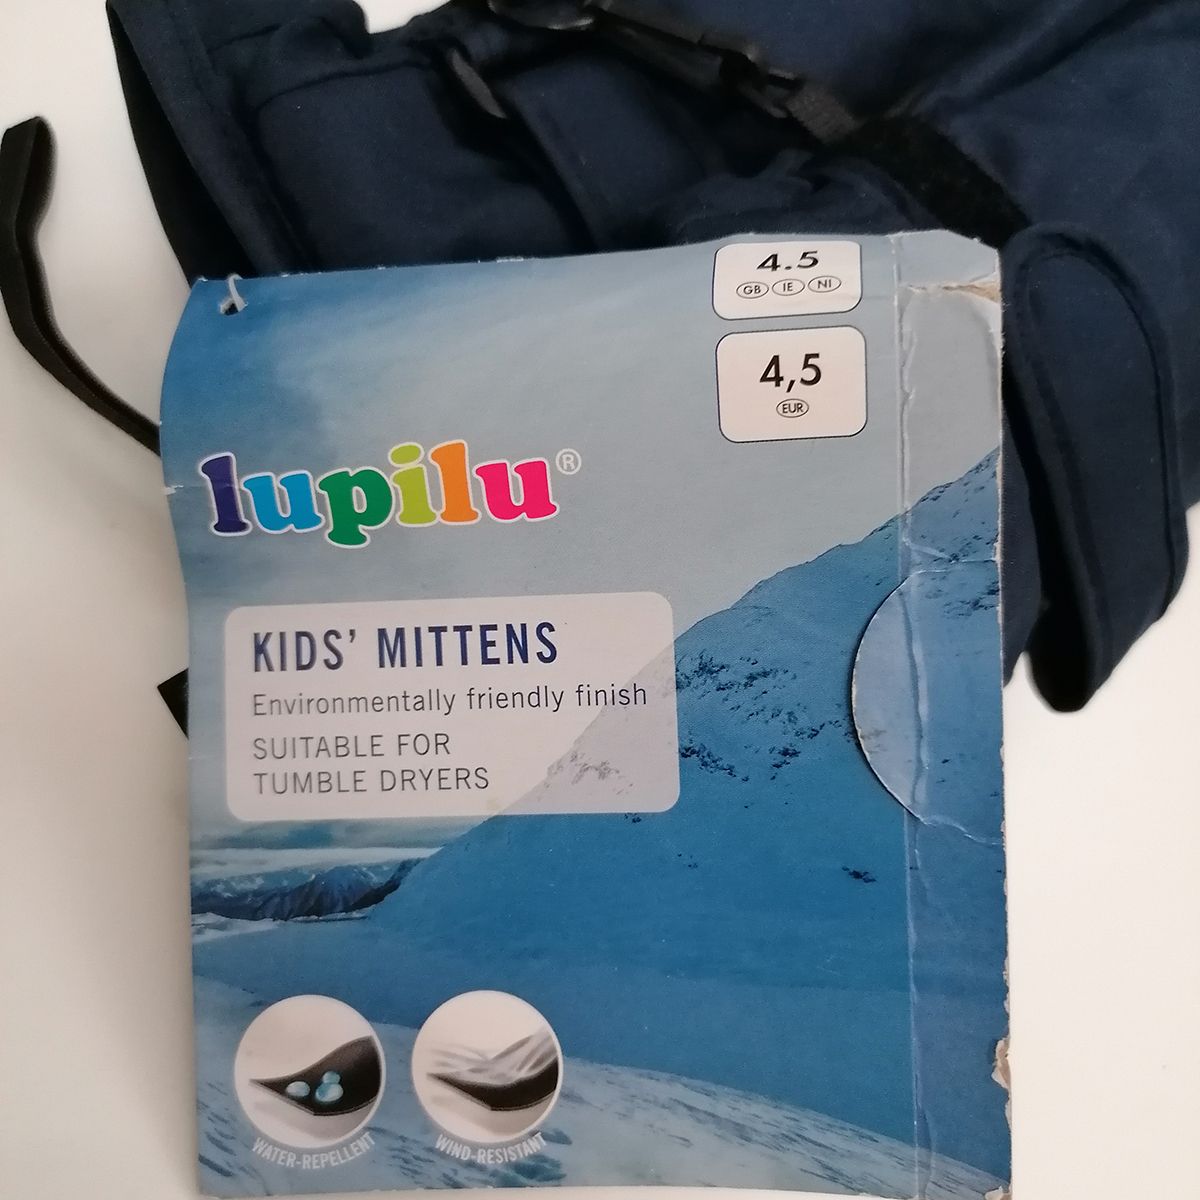 4.5
GB IE NI
4,5
EUR
lupilu®
KIDS' MITTENS
Environmentally friendly finish
SUITABLE FOR
TUMBLE DRYERS
WATER-REPELLENT
WIND-RESISTANT